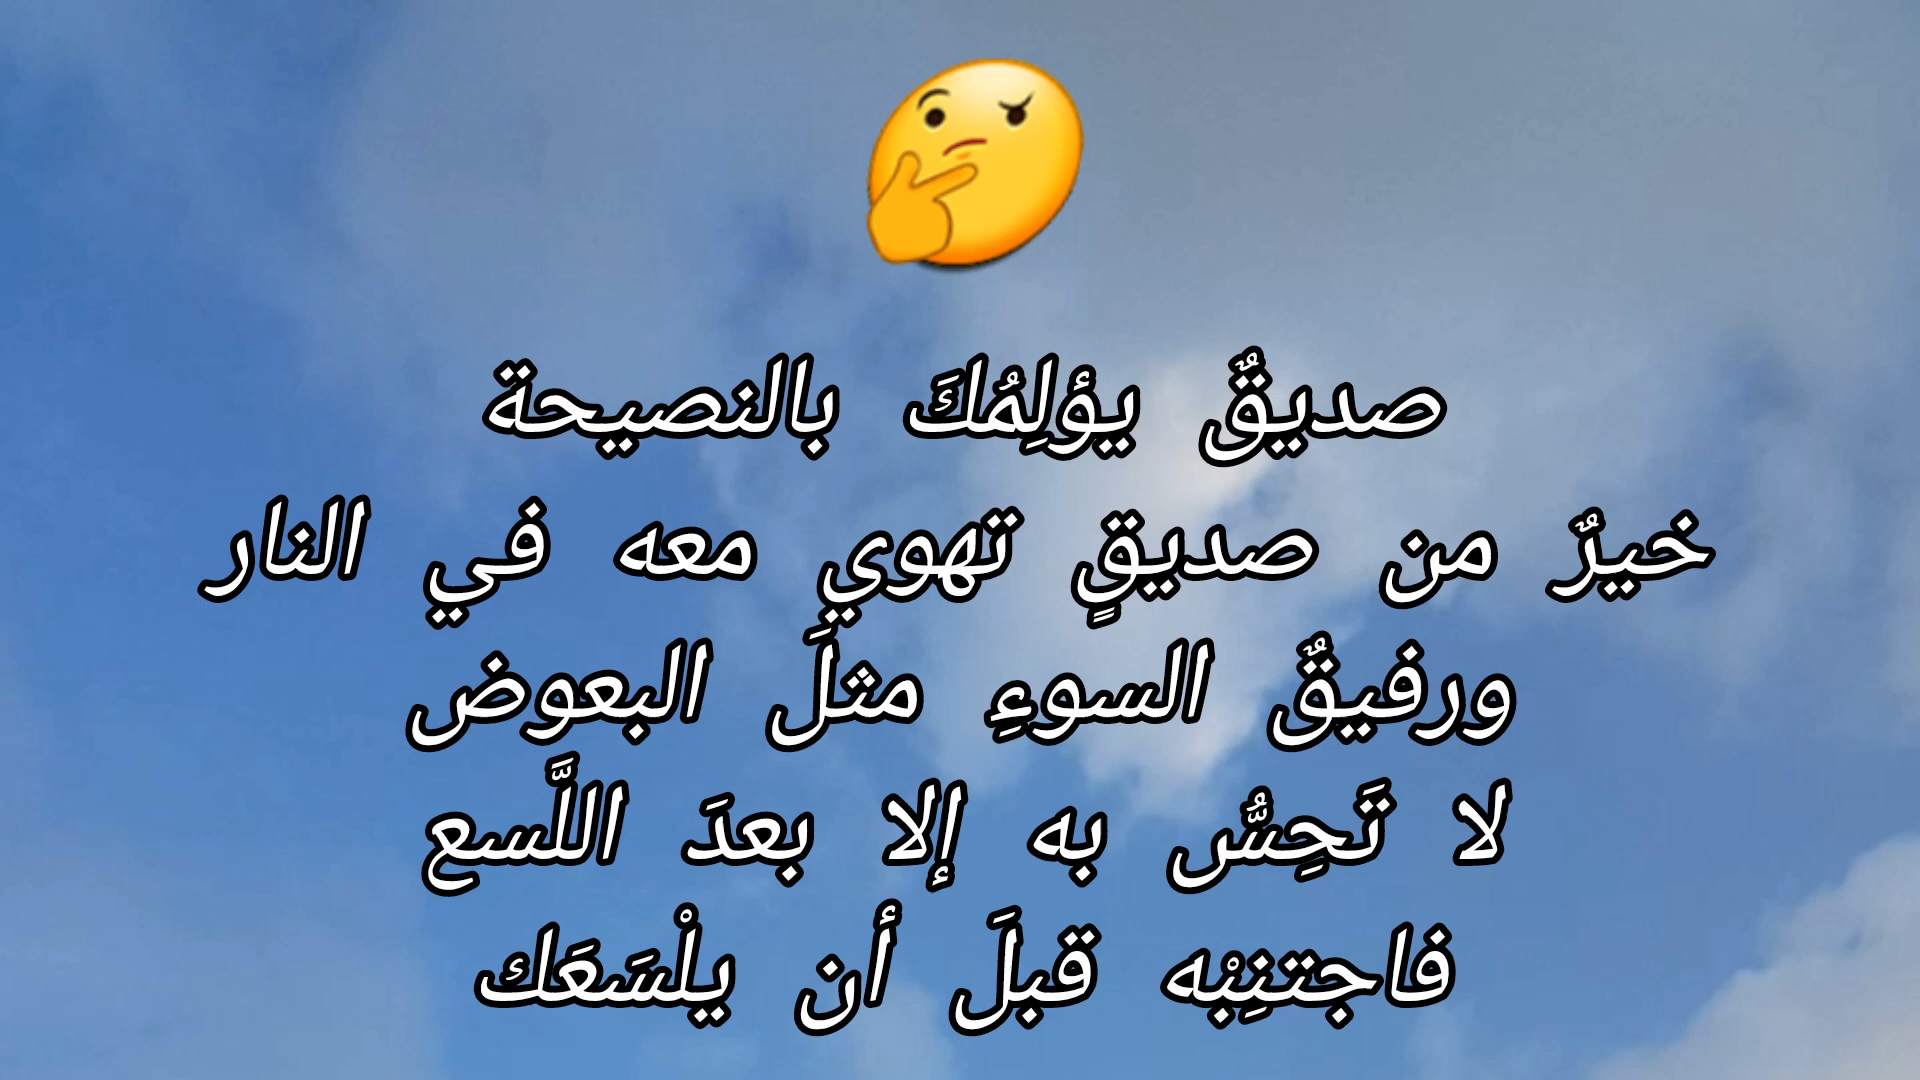 صديقٌ يؤلِمُكَ بالنصيحة
خيرٌ من صديقٍ تهوي معه في النار
ورفيقٌ السوءِ مثلَ البعوض
لا تَحِسُّ به إلا بعدَ اللَّسع
فاجتنِبْه قبلَ أن يلْسَعَك